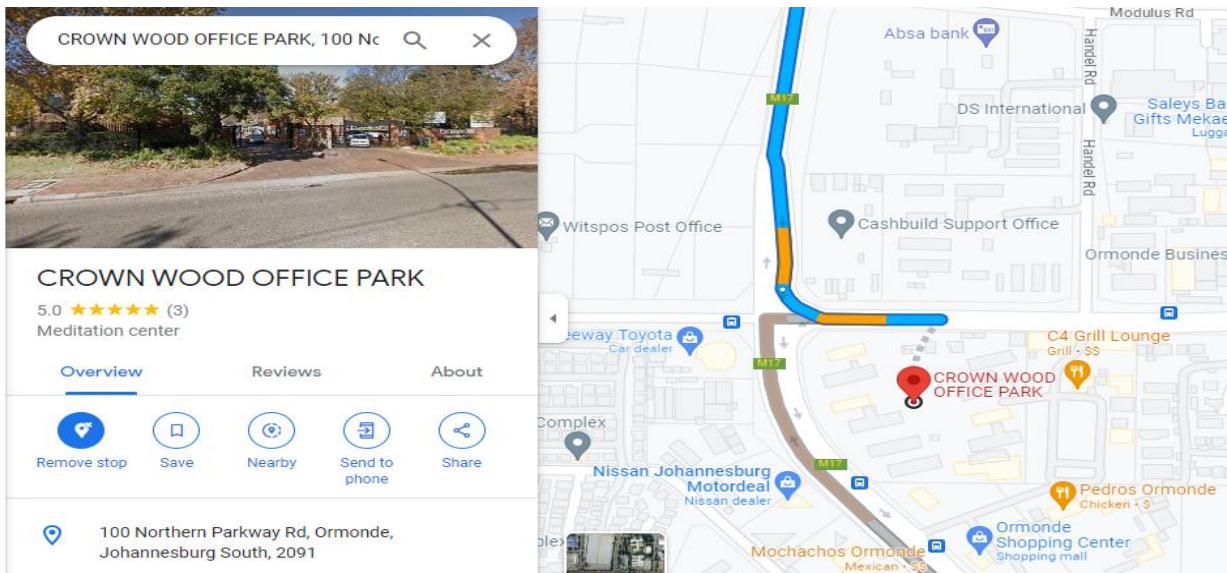 CROWN WOOD OFFICE PARK, 100 No
CROWN WOOD OFFICE PARK
5.0 ★★★★★ (3)
Meditation center
Overview Reviews About
Remove stop
Save
Nearby
Send to
phone
Share
100 Northern Parkway Rd, Ormonde,
Johannesburg South, 2091
Modulus Rd
Absa bank
Handel Rd
M17
DS International
Saleys Ba
Gifts Mekae
Lugga
Handel Rd
Witspos Post Office
Cashbuild Support Office
Ormonde Business
eeway Toyota
Car dealer
M17
C4 Grill Lounge
Grill • $$
CROWN WOOD
OFFICE PARK
Complex
M17
Nissan Johannesburg
Motordeal
Nissan dealer
Pedros Ormonde
Chicken • $
plex
Ormonde
Shopping Center
Shopping mall
Mochachos Ormonde
Mexican • $$